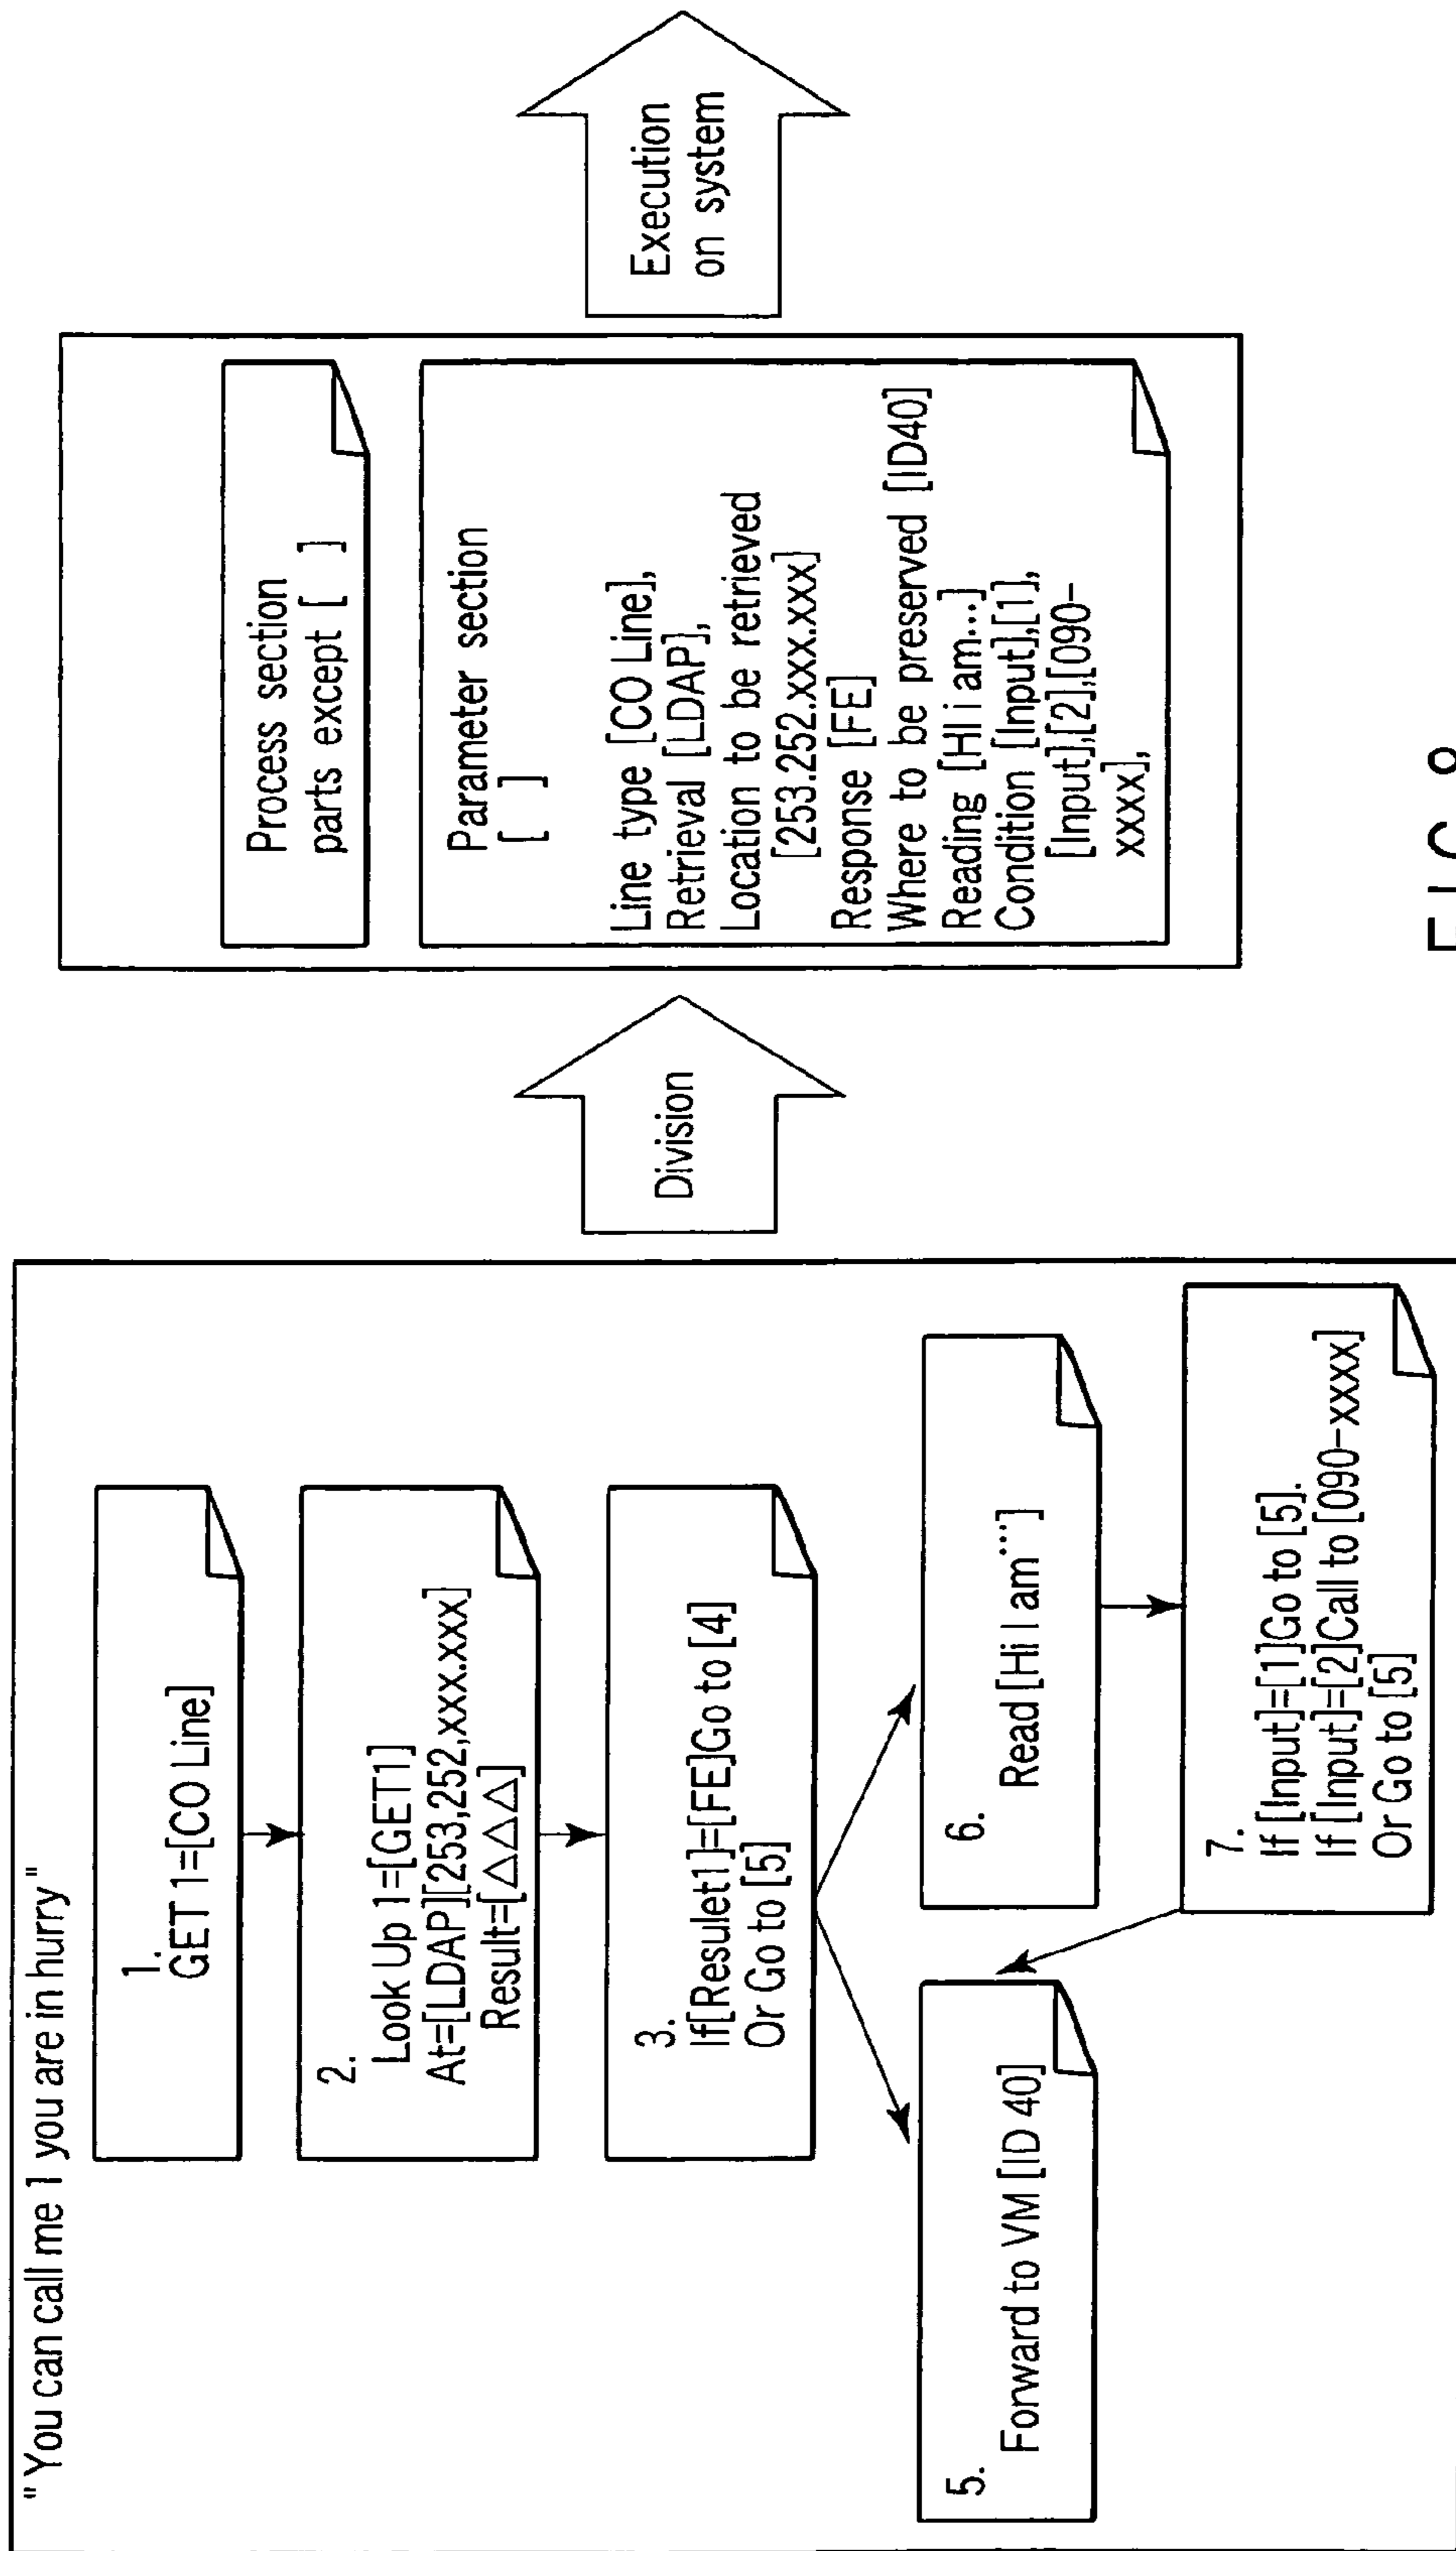 "You can call me 1 you are in hurry"
1.
GET 1=[CO Line]
2.
Look Up 1=[GET1]
At=[LDAP][253,252,xxx.xxx]
Result=[△△△]
3.
If[Resulet1]=[FE]Go to [4]
Or Go to [5]
5.
Forward to VM [ID 40]
6.
Read [Hi I am...]
7.
If [Input]=[1]Go to [5].
If [Input]=[2]Call to [090-xxxx]
Or Go to [5]
Division
Process section
parts except [ ]
Parameter section
[ ]
Line type [CO Line],
Retrieval [LDAP],
Location to be retrieved
[253.252.xxx.xxx]
Response [FE]
Where to be preserved [ID40]
Reading [HI i am...]
Condition [Input],[1],
[Input],[2],[090-
xxxx],
Execution
on system